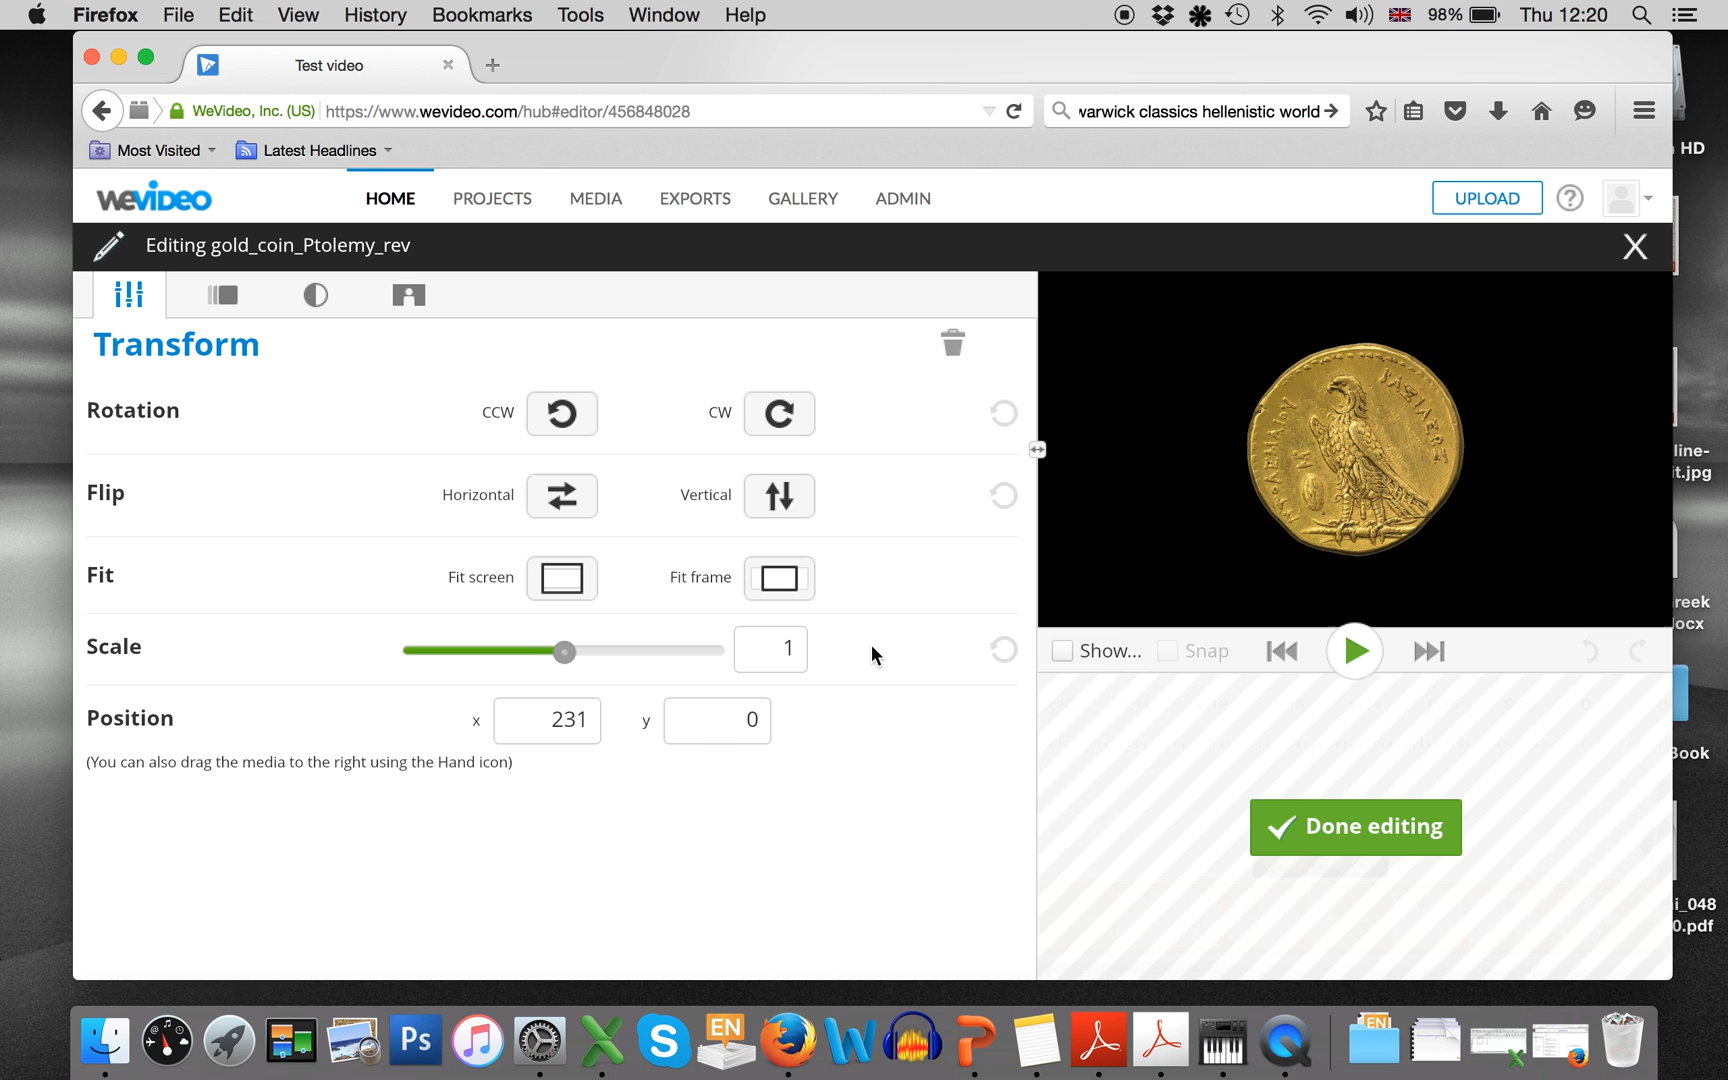 Firefox File Edit View History Bookmarks Tools Window Help 98% Thu 12:20
Test video
WeVideo, Inc. (US) https://www.wevideo.com/hub#editor/456848028 warwick classics hellenistic world
Most Visited Latest Headlines
HD
WeVideo HOME PROJECTS MEDIA EXPORTS GALLERY ADMIN UPLOAD ?
Editing gold_coin_Ptolemy_rev X
Transform
Rotation CCW CW
Flip Horizontal Vertical
Fit Fit screen Fit frame
Scale 1
Show... Snap
Position x 231 y 0
(You can also drag the media to the right using the Hand icon)
Done editing
line-
it.jpg
reek
ocx
Book
i_048
0.pdf
Ps EN EN